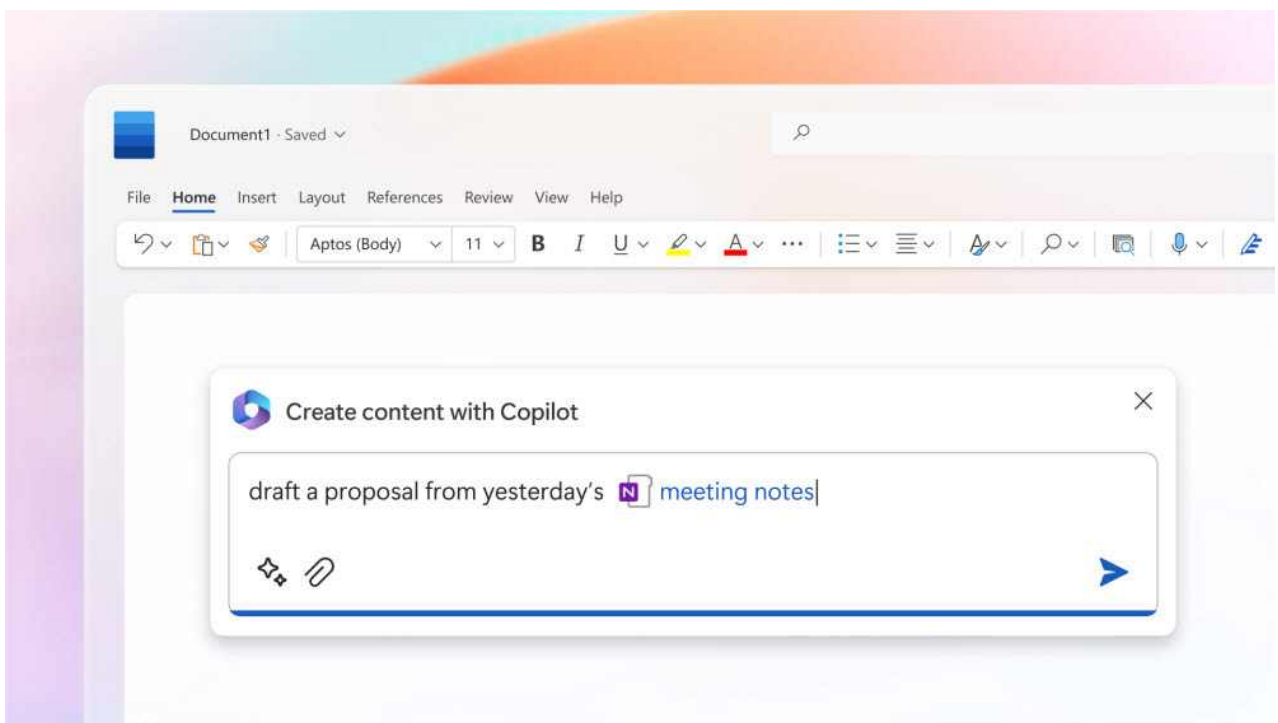 Document1 · Saved
File Home Insert Layout References Review View Help
Aptos (Body) 11 B I U A A
Create content with Copilot
draft a proposal from yesterday's N meeting notes